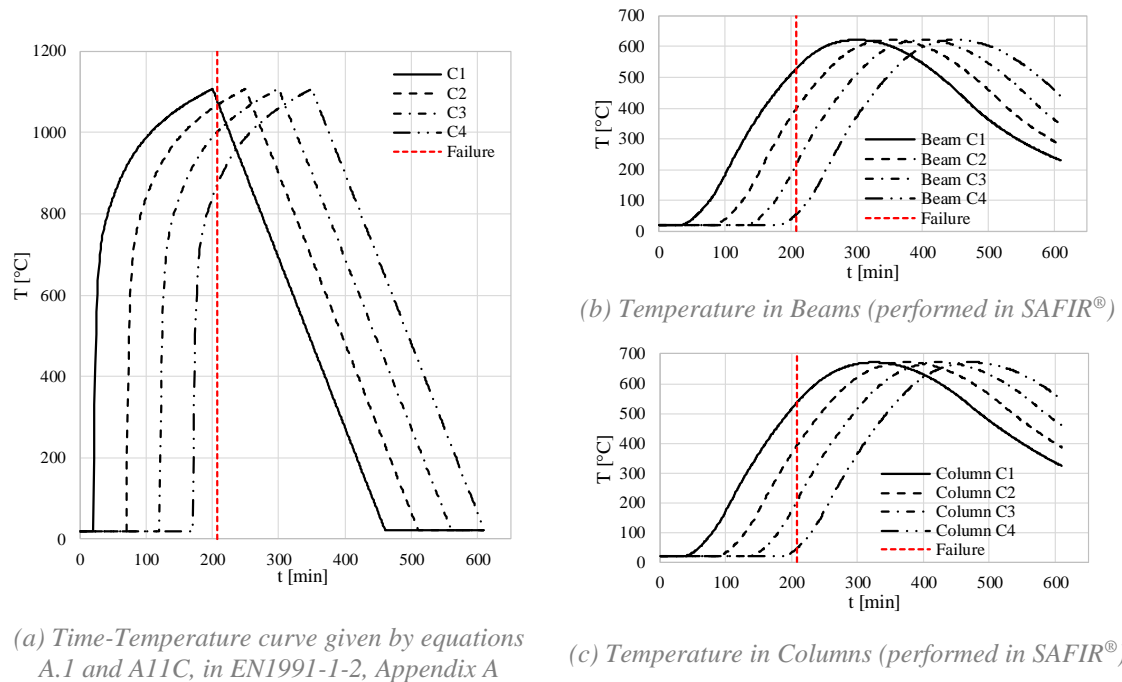 1200
1000
800
600
400
200
0
T [°C]
0 100 200 300 400 500 600
t [min]
C1
C2
C3
C4
Failure
(a) Time-Temperature curve given by equations
A.1 and A11C, in EN1991-1-2, Appendix A
700
600
500
400
300
200
100
0
T [°C]
0 100 200 300 400 500 600
t [min]
Beam C1
Beam C2
Beam C3
Beam C4
Failure
(b) Temperature in Beams (performed in SAFIR®)
700
600
500
400
300
200
100
0
T [°C]
0 100 200 300 400 500 600
t [min]
Column C1
Column C2
Column C3
Column C4
Failure
(c) Temperature in Columns (performed in SAFIR®)